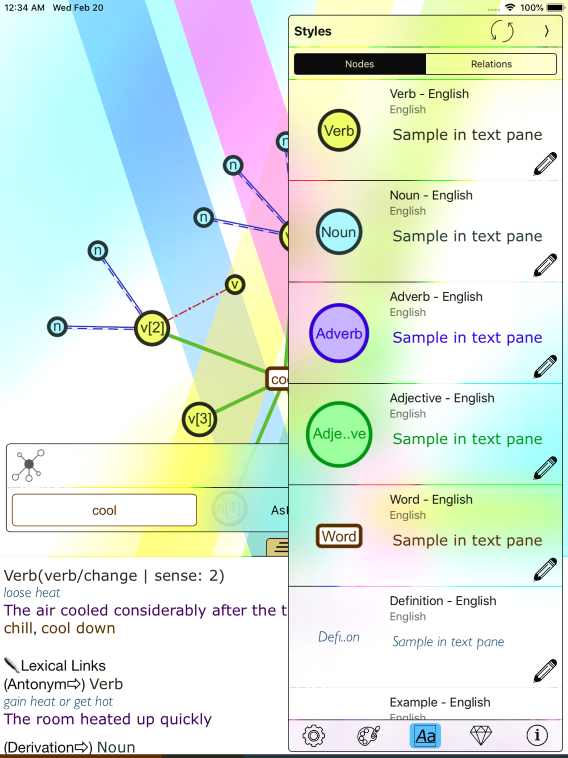 12:34 AM Wed Feb 20
100%
Styles
Nodes Relations
Verb
Verb - English
English
Sample in text pane
Noun
Noun - English
English
Sample in text pane
Adverb
Adverb - English
English
Sample in text pane
Adje..ve
Adjective - English
English
Sample in text pane
Word
Word - English
English
Sample in text pane
Defi..on
Definition - English
English
Sample in text pane
Example - English
English
Aa
n
n
n
n
n
v
v[2]
v[3]
n[1]
cool
Verb(verb/change | sense: 2)
loose heat
The air cooled considerably after the t
chill, cool down
Lexical Links
(Antonym⇨) Verb
gain heat or get hot
The room heated up quickly
(Derivation⇨) Noun